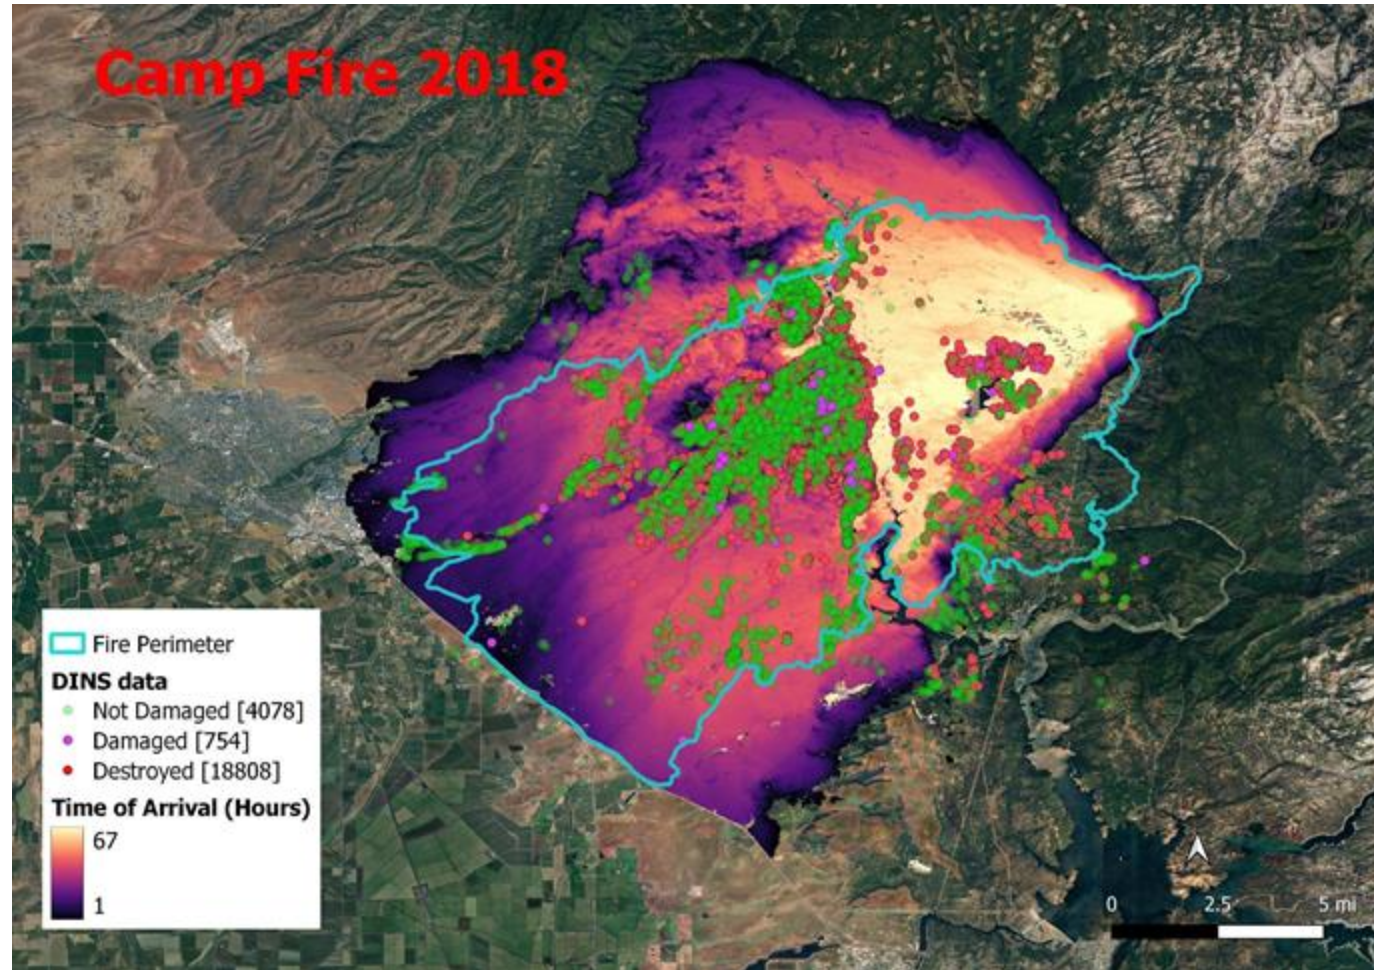 Camp Fire 2018
Fire Perimeter
DINS data
Not Damaged [4078]
Damaged [754]
Destroyed [18808]
Time of Arrival (Hours)
67
1
0 2.5 5 mi